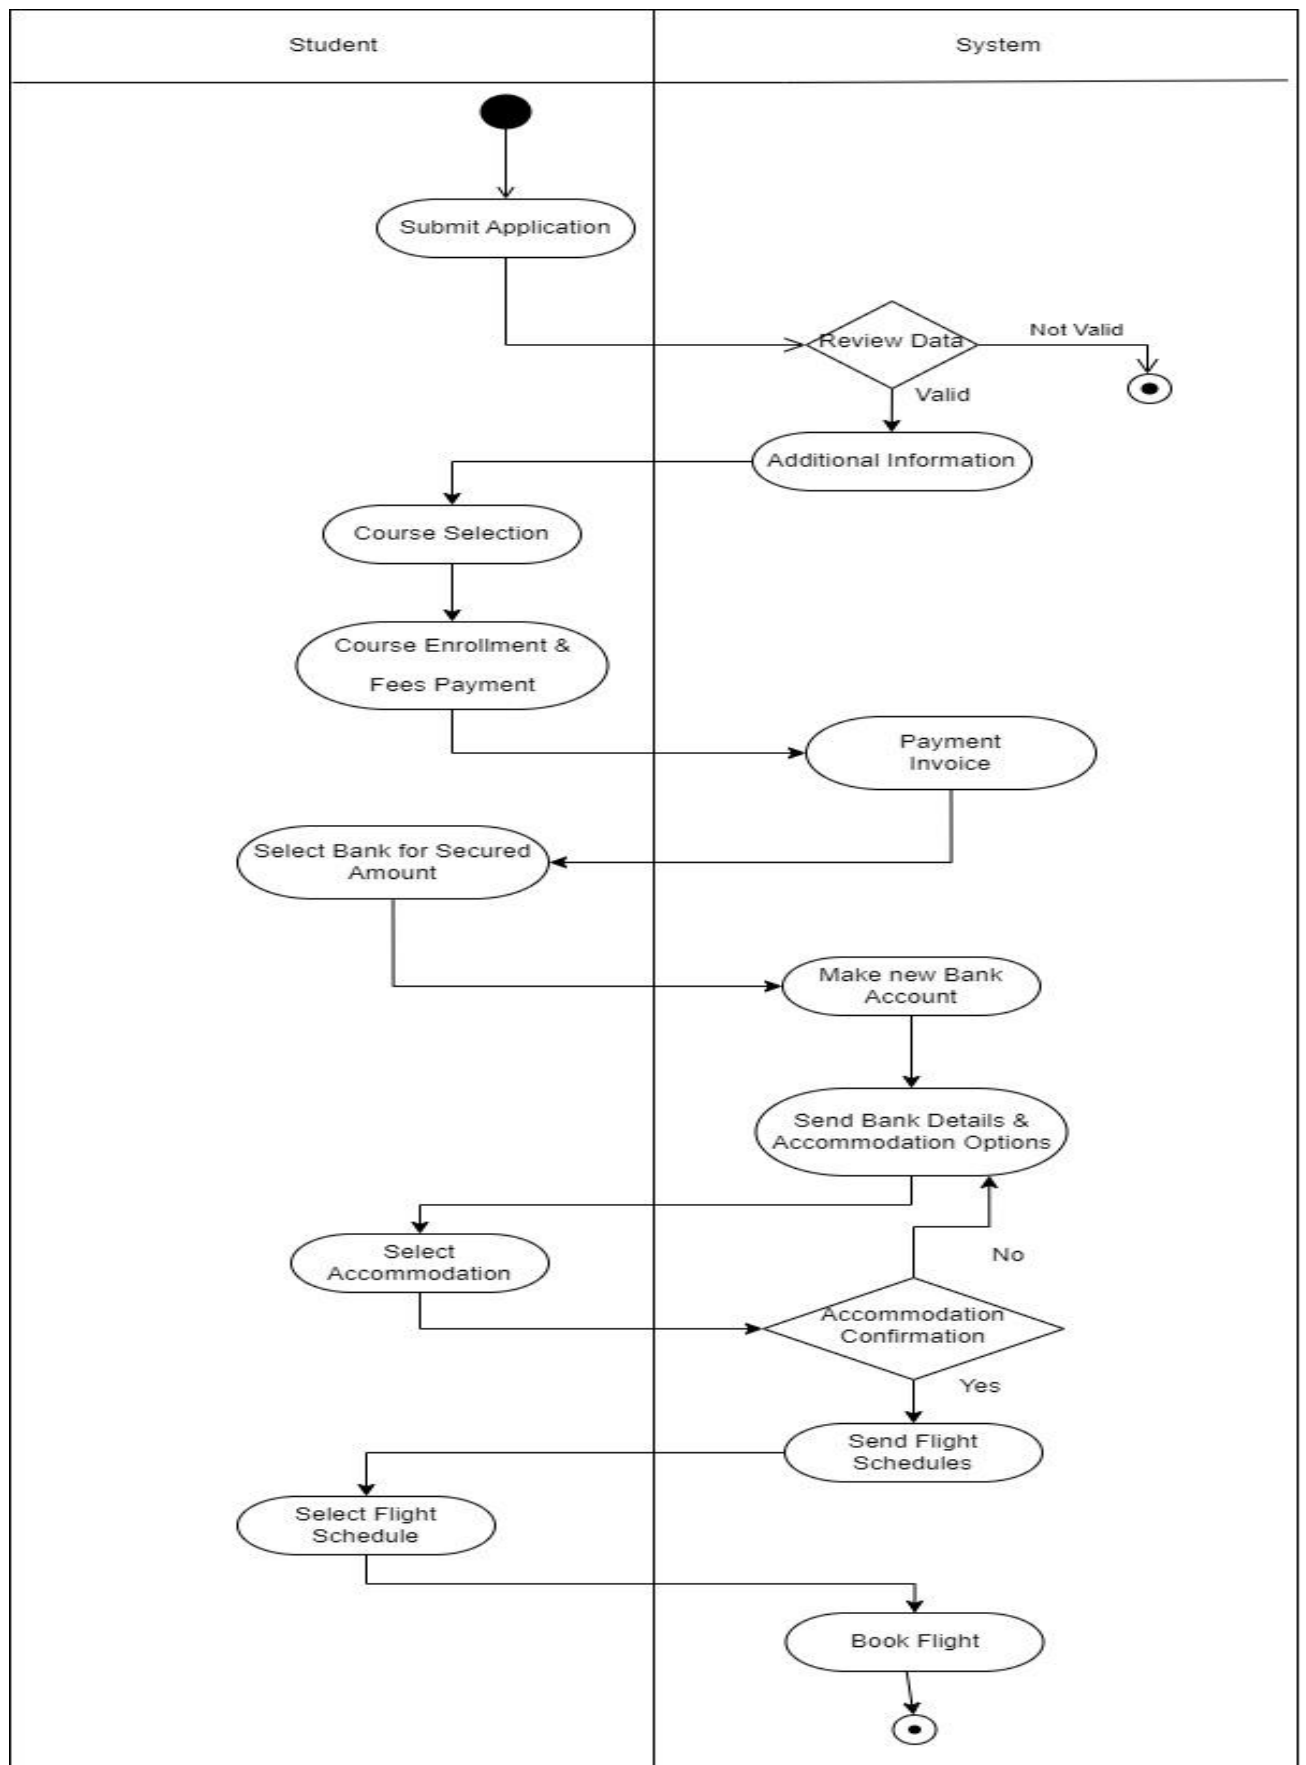 Student
System
Submit Application
Review Data
Not Valid
Valid
Additional Information
Course Selection
Course Enrollment &
Fees Payment
Payment
Invoice
Select Bank for Secured
Amount
Make new Bank
Account
Send Bank Details &
Accommodation Options
Select
Accommodation
No
Accommodation
Confirmation
Yes
Send Flight
Schedules
Select Flight
Schedule
Book Flight